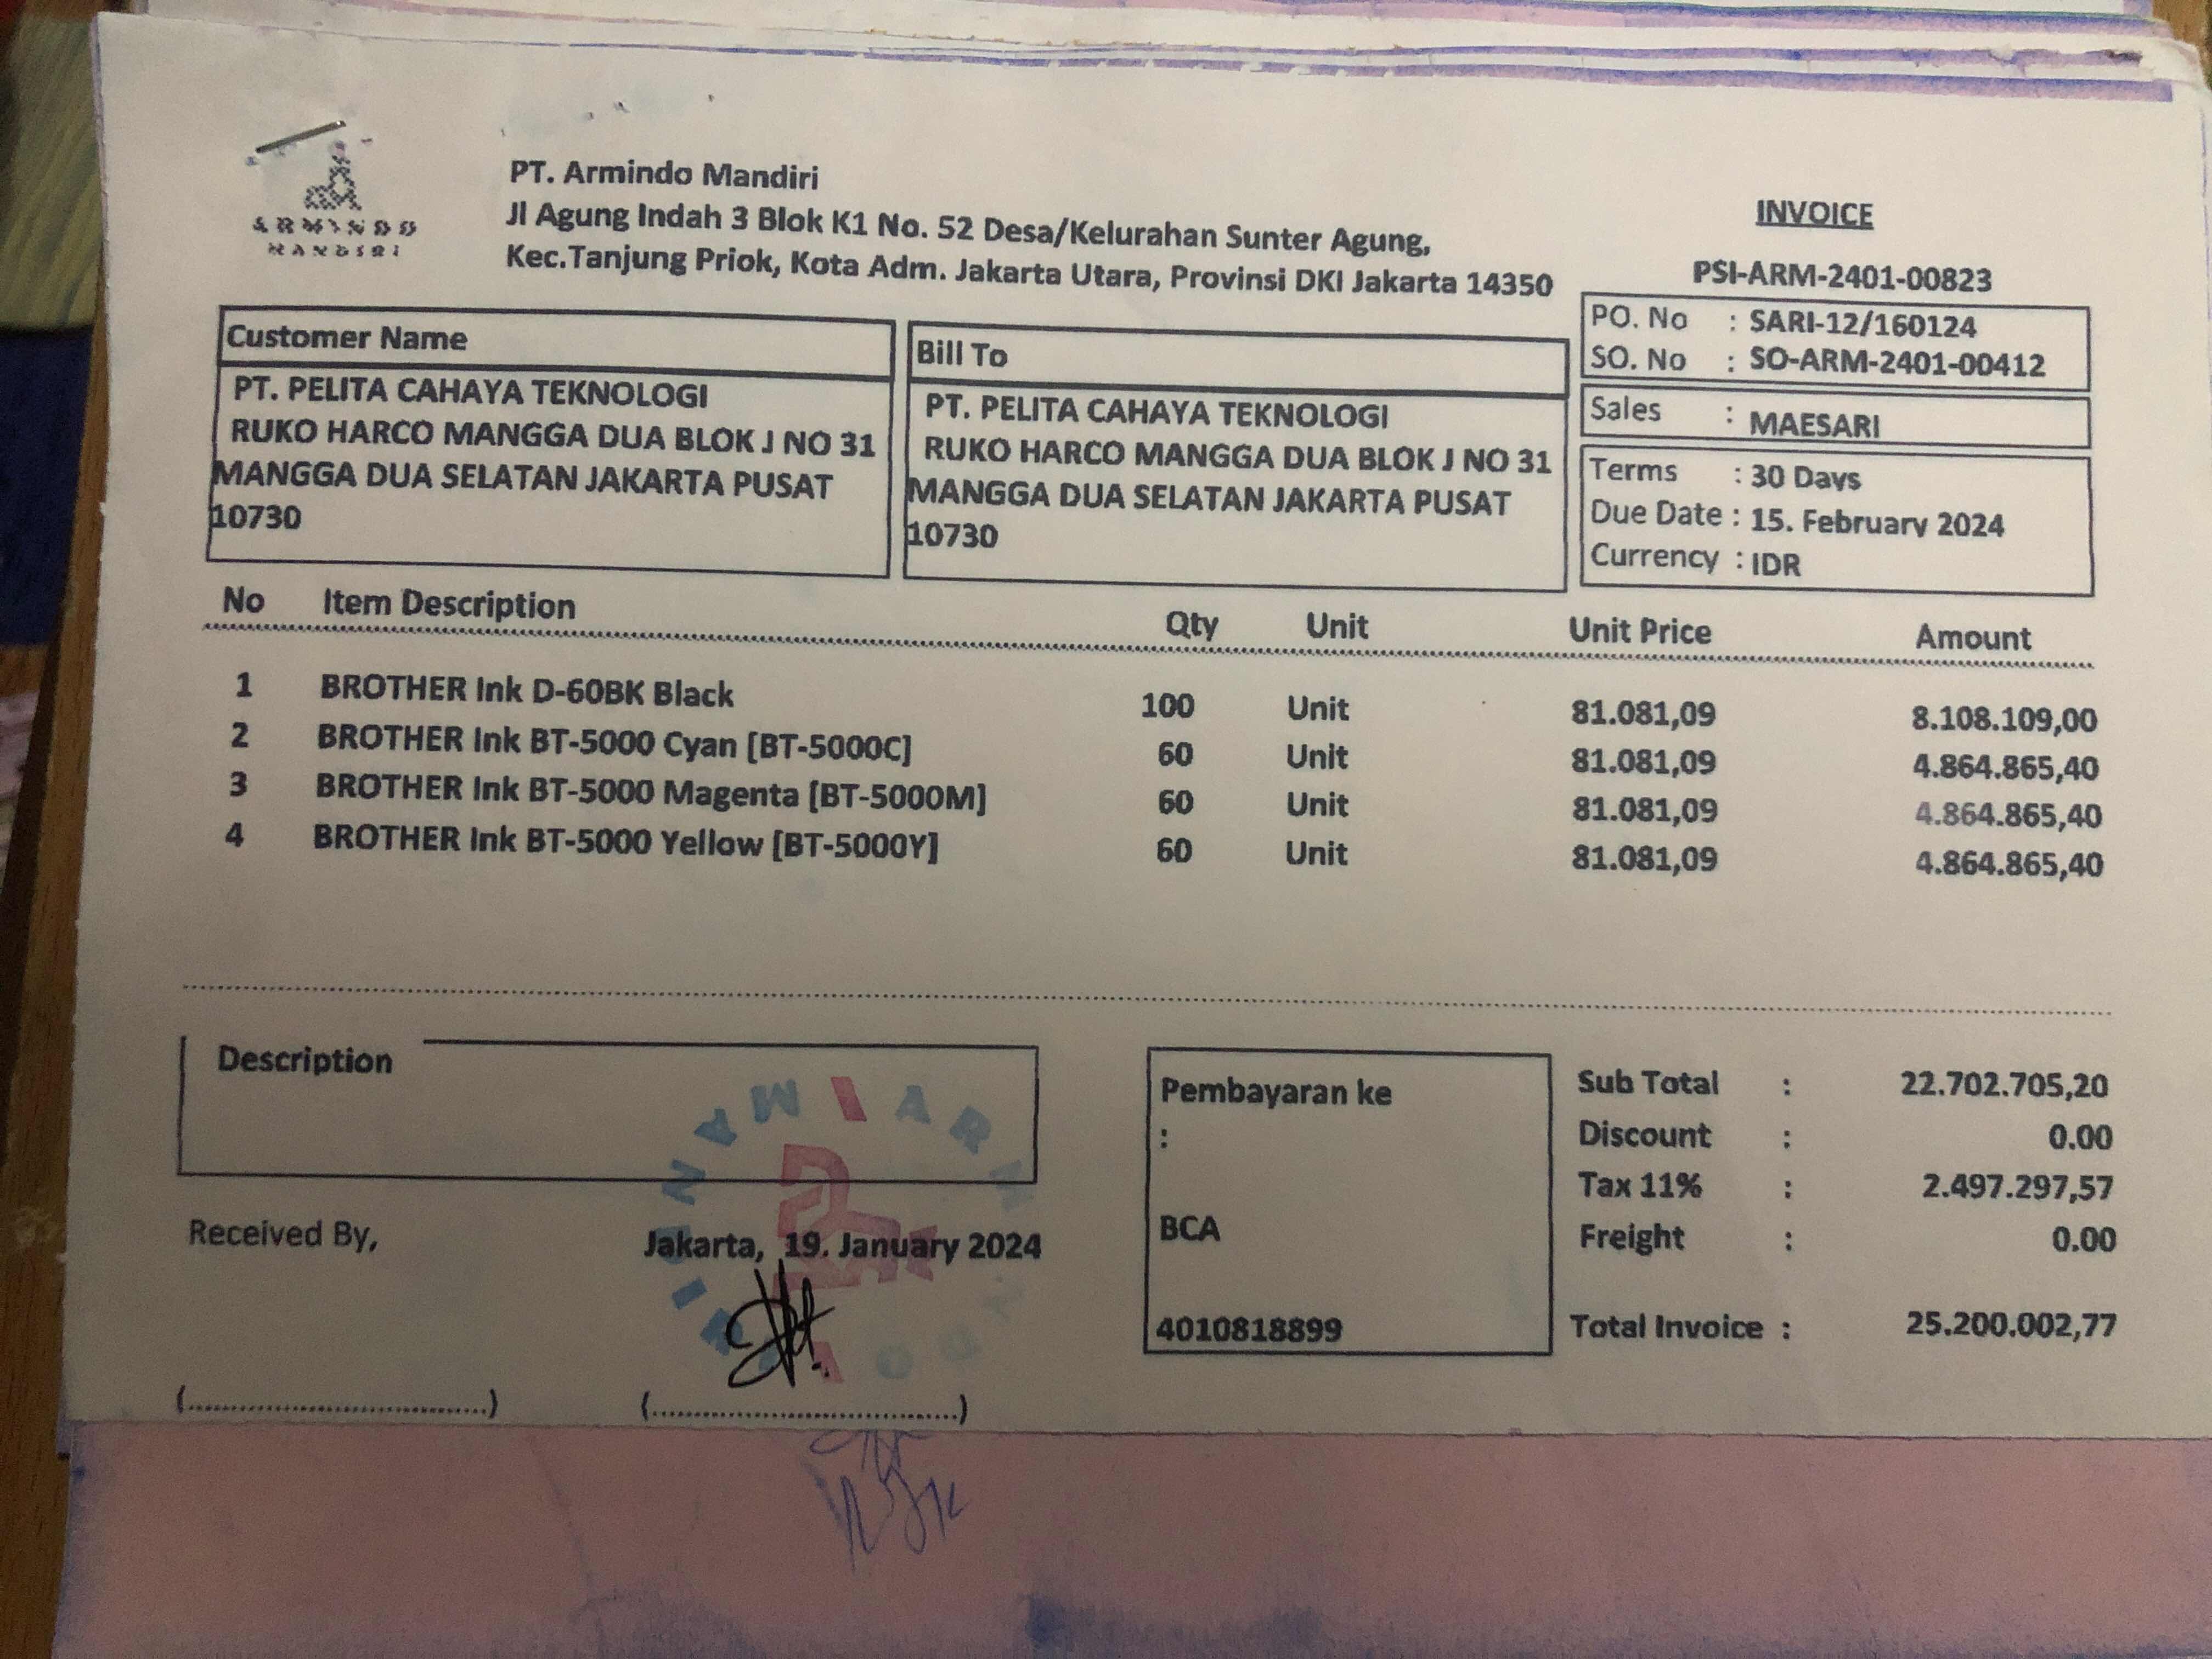 ARMINDO
MANDIRI
PT. Armindo Mandiri
Jl Agung Indah 3 Blok K1 No. 52 Desa/Kelurahan Sunter Agung,
Kec.Tanjung Priok, Kota Adm. Jakarta Utara, Provinsi DKI Jakarta 14350
INVOICE
PSI-ARM-2401-00823
PO. No : SARI-12/160124
SO. No : SO-ARM-2401-00412
Sales : MAESARI
Terms : 30 Days
Due Date : 15. February 2024
Currency : IDR
Customer Name
PT. PELITA CAHAYA TEKNOLOGI
RUKO HARCO MANGGA DUA BLOK J NO 31
MANGGA DUA SELATAN JAKARTA PUSAT
10730
Bill To
PT. PELITA CAHAYA TEKNOLOGI
RUKO HARCO MANGGA DUA BLOK J NO 31
MANGGA DUA SELATAN JAKARTA PUSAT
10730
No Item Description Qty Unit Unit Price Amount
1 BROTHER Ink D-60BK Black 100 Unit 81.081,09 8.108.109,00
2 BROTHER Ink BT-5000 Cyan [BT-5000C] 60 Unit 81.081,09 4.864.865,40
3 BROTHER Ink BT-5000 Magenta [BT-5000M] 60 Unit 81.081,09 4.864.865,40
4 BROTHER Ink BT-5000 Yellow [BT-5000Y] 60 Unit 81.081,09 4.864.865,40
Description
Received By,
Jakarta, 19. January 2024
(..................................) (..................................)
Pembayaran ke
:
BCA
4010818899
Sub Total : 22.702.705,20
Discount : 0.00
Tax 11% : 2.497.297,57
Freight : 0.00
Total Invoice : 25.200.002,77